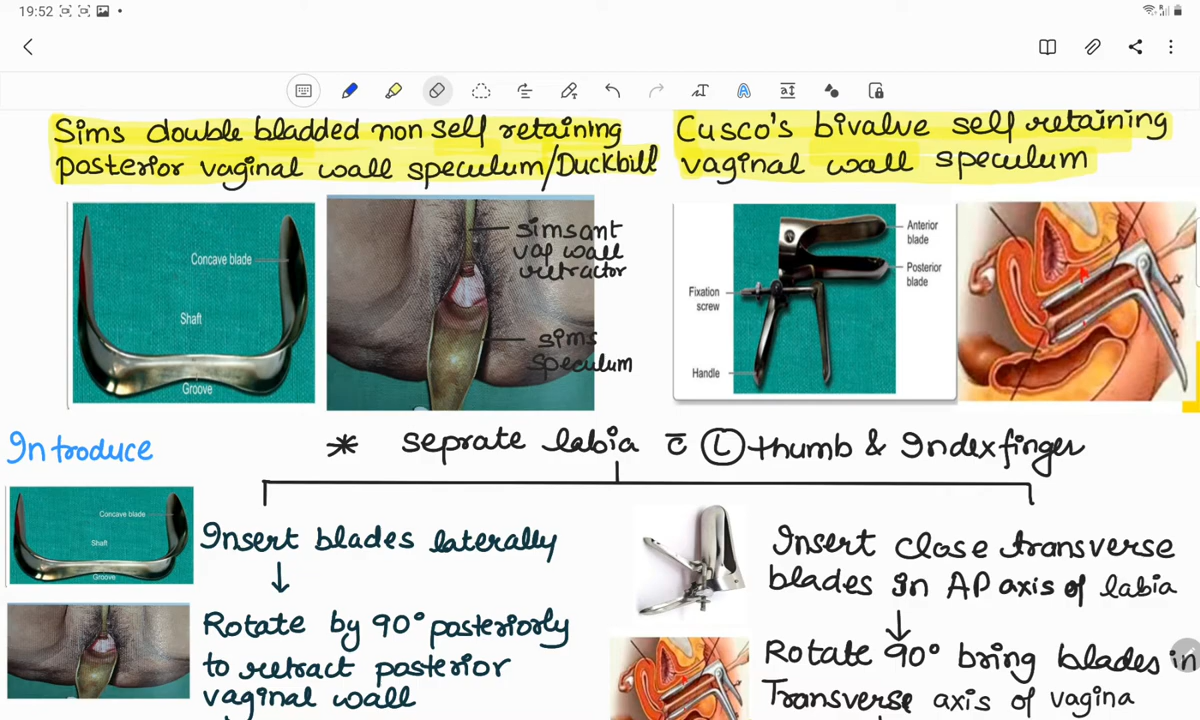 19:52
Sims double bladded non self retaining
posterior vaginal wall speculum/Duckbill
Cusco's bivalve self retaining
vaginal wall speculum
Concave blade
Shaft
Groove
sims ant
vag wall
retractor
sims
speculum
Anterior
blade
Posterior
blade
Fixation
screw
Handle
Introduce
* seprate labia c̄ Ⓛ thumb & Indexfinger
Concave blade
Shaft
Groove
Insert blades laterally
↓
Rotate by 90° posteriorly
to retract posterior
vaginal wall
Insert close transverse
blades in AP axis of labia
↓
Rotate 90° bring blades in
Transverse axis of vagina